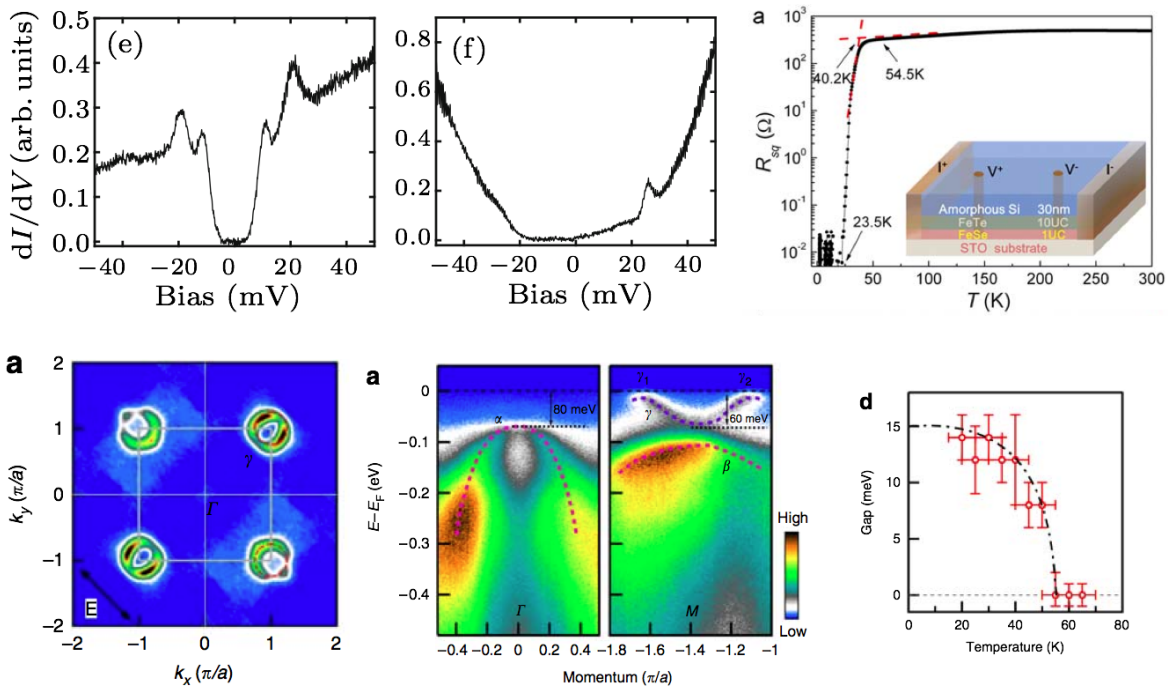 (e)
0.5
0.4
0.3
0.2
0.1
0.0
dI/dV (arb. units)
−40 −20 0 20 40
Bias (mV)
(f)
0.8
0.6
0.4
0.2
0.0
−40 −20 0 20 40
Bias (mV)
a
10³
10²
10¹
10⁰
10⁻¹
10⁻²
R_sq (Ω)
40.2K
54.5K
23.5K
I⁺
V⁺
V⁻
I⁻
Amorphous Si 30nm
FeTe 10UC
FeSe 1UC
STO substrate
0 50 100 150 200 250 300
T (K)
a
2
1
0
−1
−2
k_y (π/a)
γ
Γ
E
−2 −1 0 1 2
k_x (π/a)
a
0
−0.1
−0.2
−0.3
−0.4
E−E_F (eV)
α
80 meV
Γ
−0.4 −0.2 0 0.2 0.4
γ₁
γ₂
γ
60 meV
β
M
−1.8 −1.6 −1.4 −1.2 −1
Momentum (π/a)
High
Low
d
15
10
5
0
Gap (meV)
0 20 40 60 80
Temperature (K)